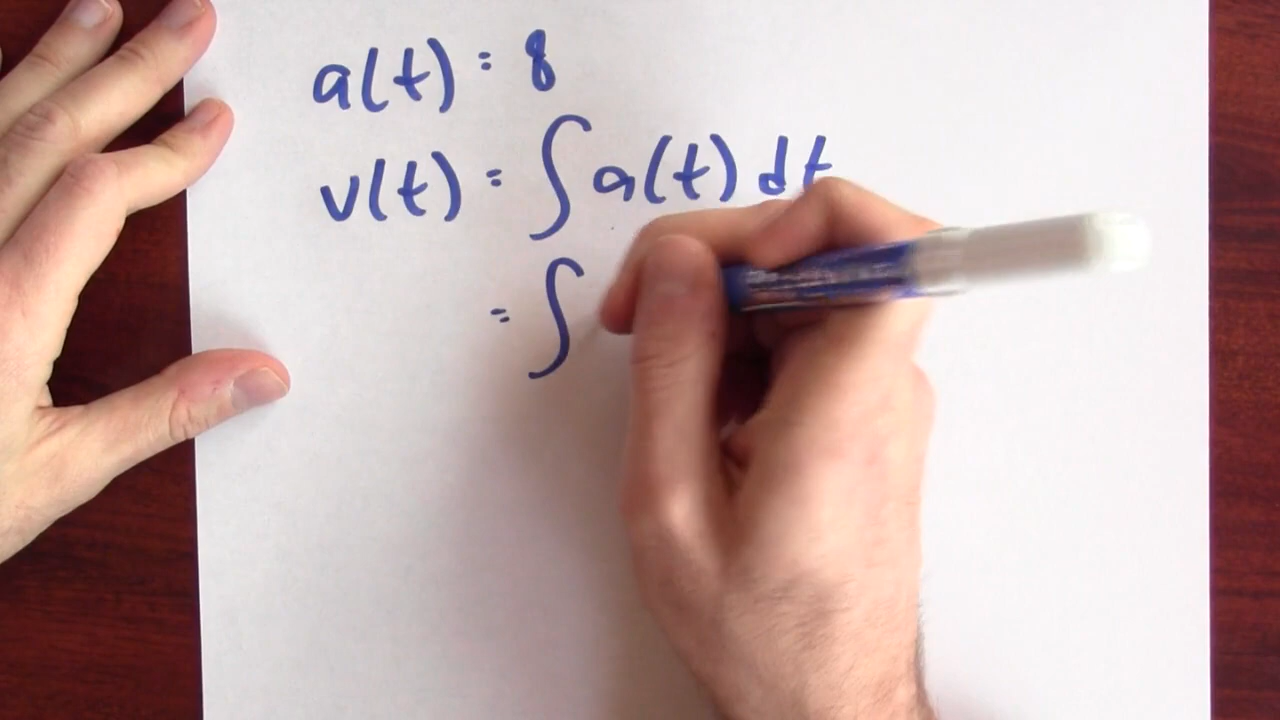 a(t) = 8
v(t) = ∫ a(t) dt
= ∫